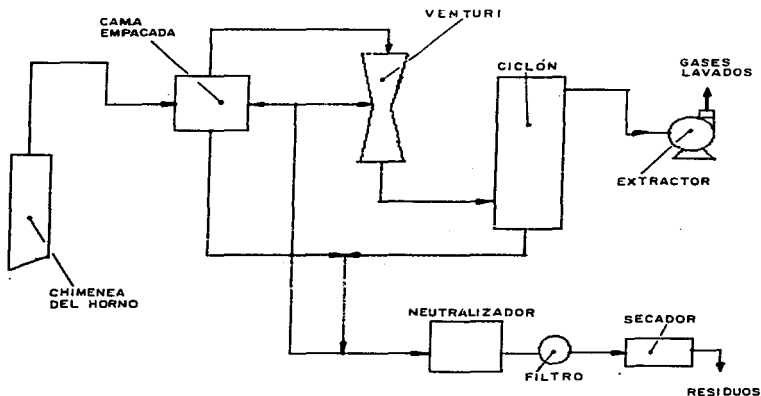 CAMA
EMPACADA
VENTURI
CICLÓN
GASES
LAVADOS
EXTRACTOR
CHIMENEA
DEL HORNO
NEUTRALIZADOR
FILTRO
SECADOR
RESIDUOS